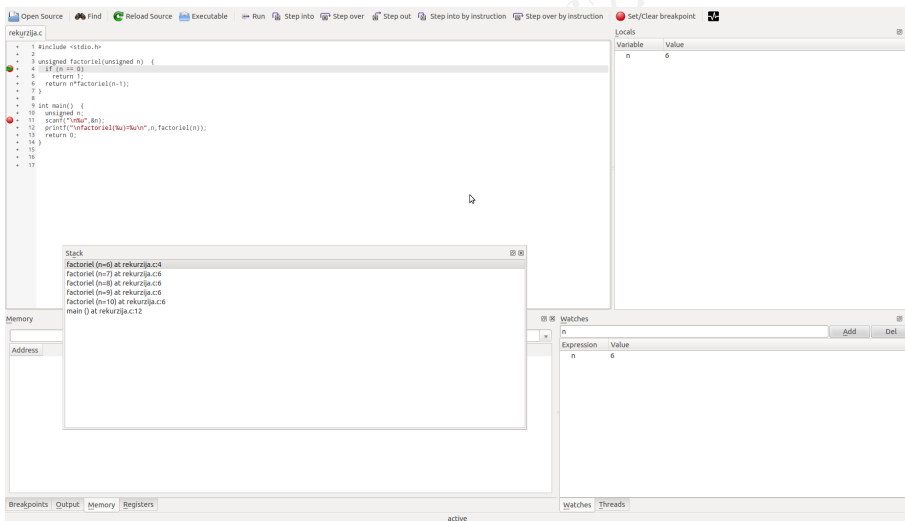 Open Source Find Reload Source Executable Run Step into Step over Step out Step into by instruction Step over by instruction Set/Clear breakpoint
rekurzija.c
1 #include <stdio.h>
2
3 unsigned factoriel(unsigned n) {
4 if (n == 0)
5 return 1;
6 return n*factoriel(n-1);
7 }
8
9 int main() {
10 unsigned n;
11 scanf("\n%u",&n);
12 printf("\nfactoriel(%u)=%u\n",n,factoriel(n));
13 return 0;
14 }
15
16
17
Locals
Variable Value
n 6
Stack
factoriel (n=6) at rekurzija.c:4
factoriel (n=7) at rekurzija.c:6
factoriel (n=8) at rekurzija.c:6
factoriel (n=9) at rekurzija.c:6
factoriel (n=10) at rekurzija.c:6
main () at rekurzija.c:12
Memory
Address
Watches
n Add Del
Expression Value
n 6
Breakpoints Output Memory Registers
Watches Threads
active